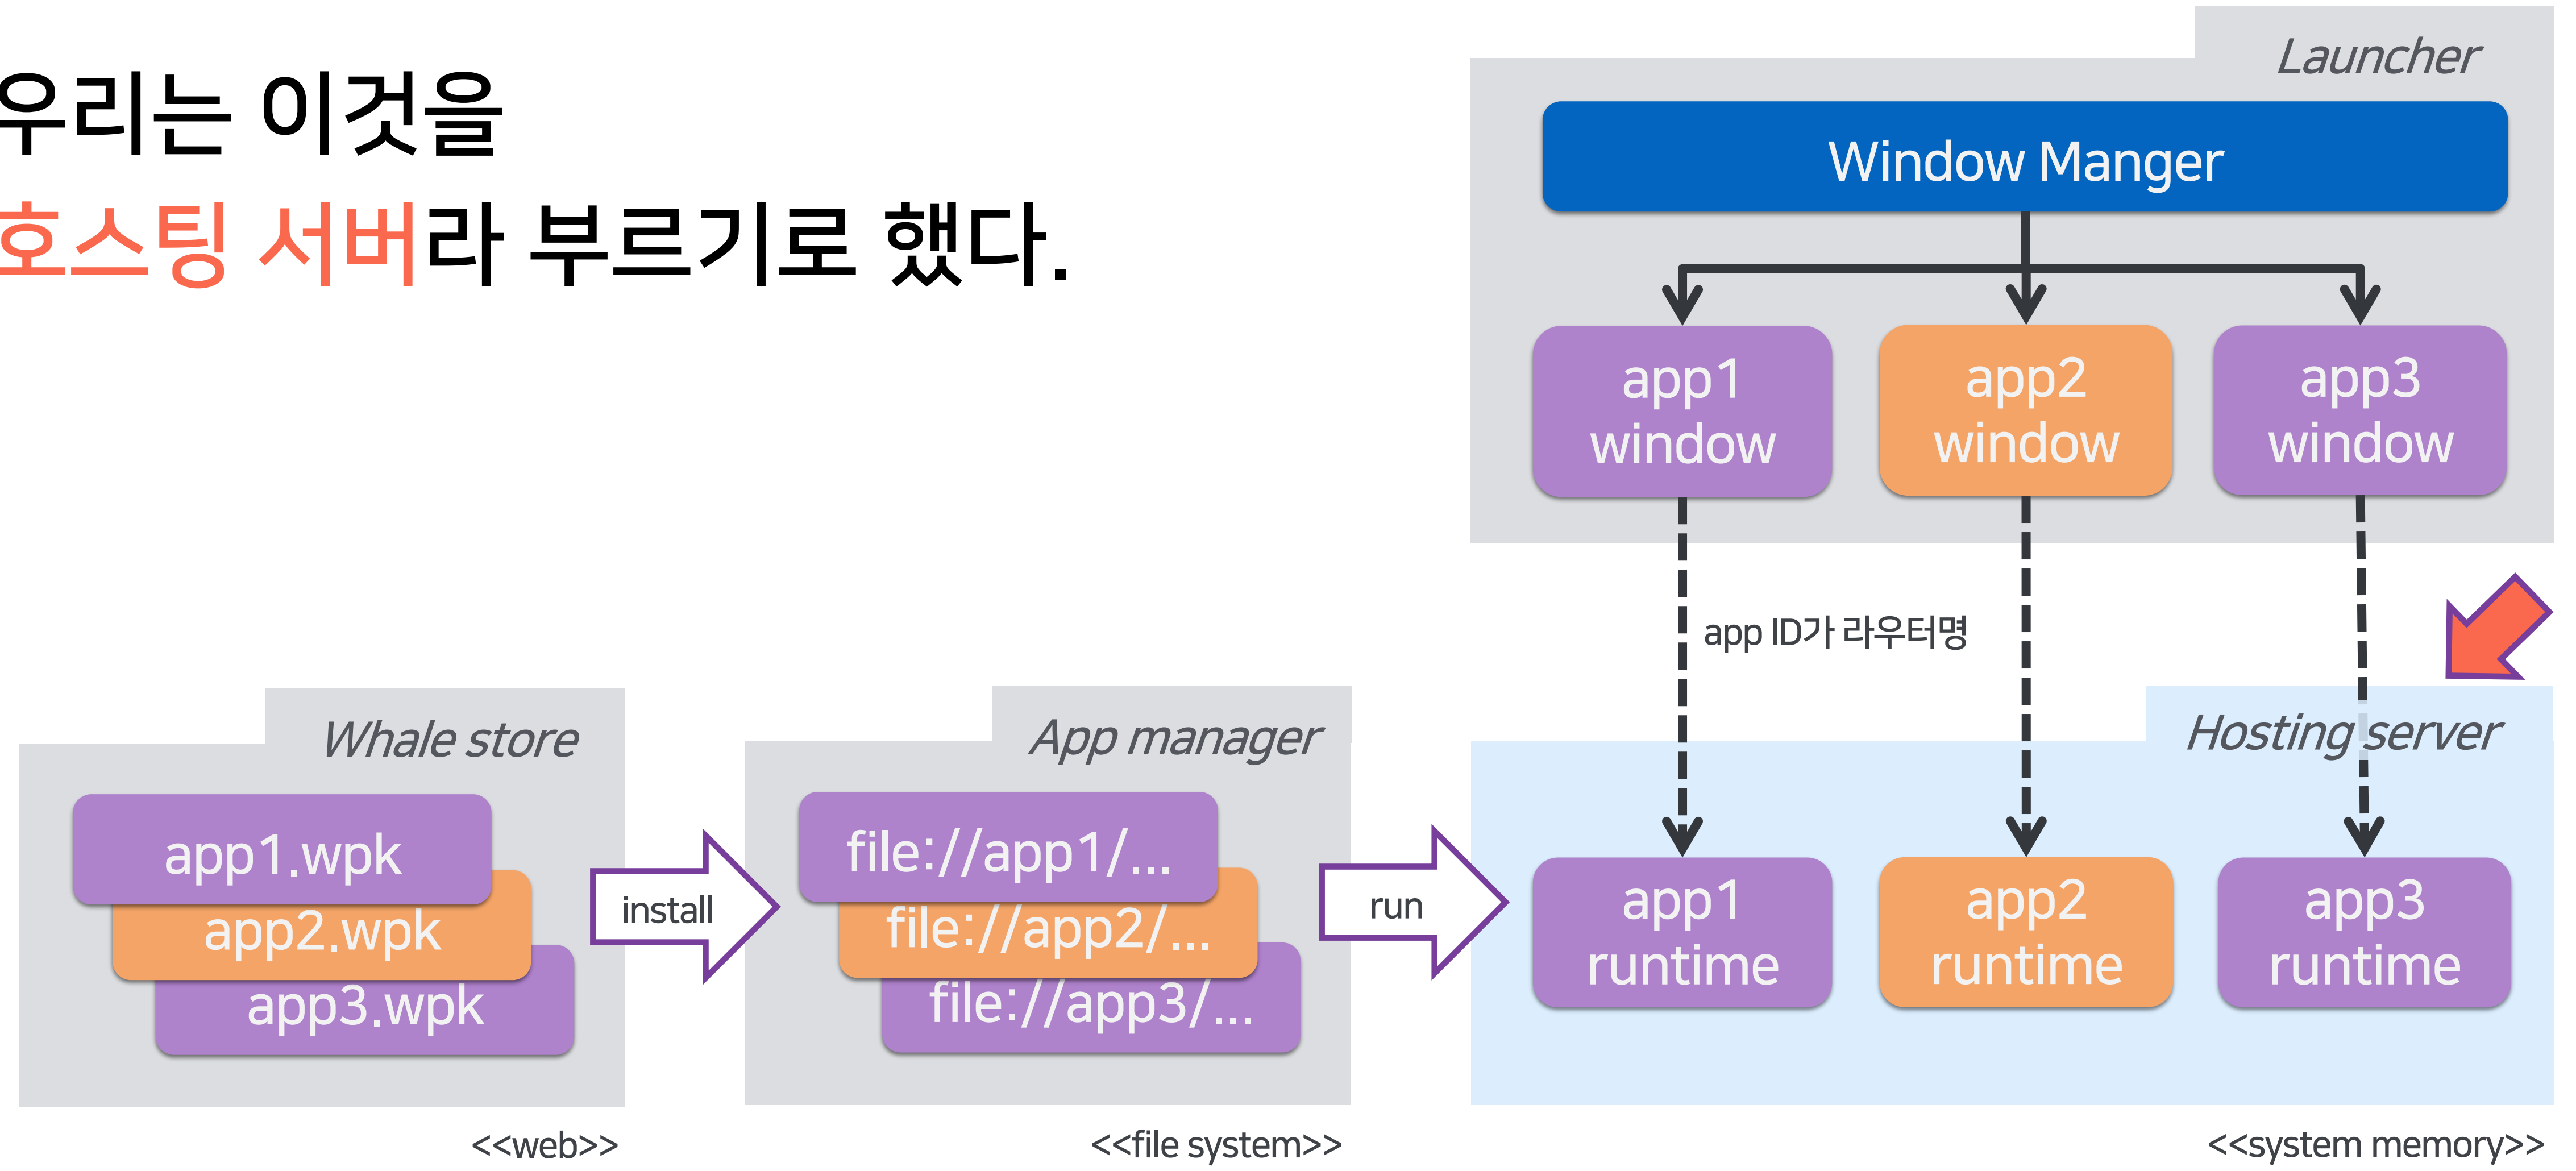 우리는 이것을
호스팅 서버라 부르기로 했다.
Launcher
Window Manger
app1
window
app2
window
app3
window
app ID가 라우터명
Whale store
app1.wpk
app2.wpk
app3.wpk
install
App manager
file://app1/...
file://app2/...
file://app3/...
run
Hosting server
app1
runtime
app2
runtime
app3
runtime
<<web>>
<<file system>>
<<system memory>>